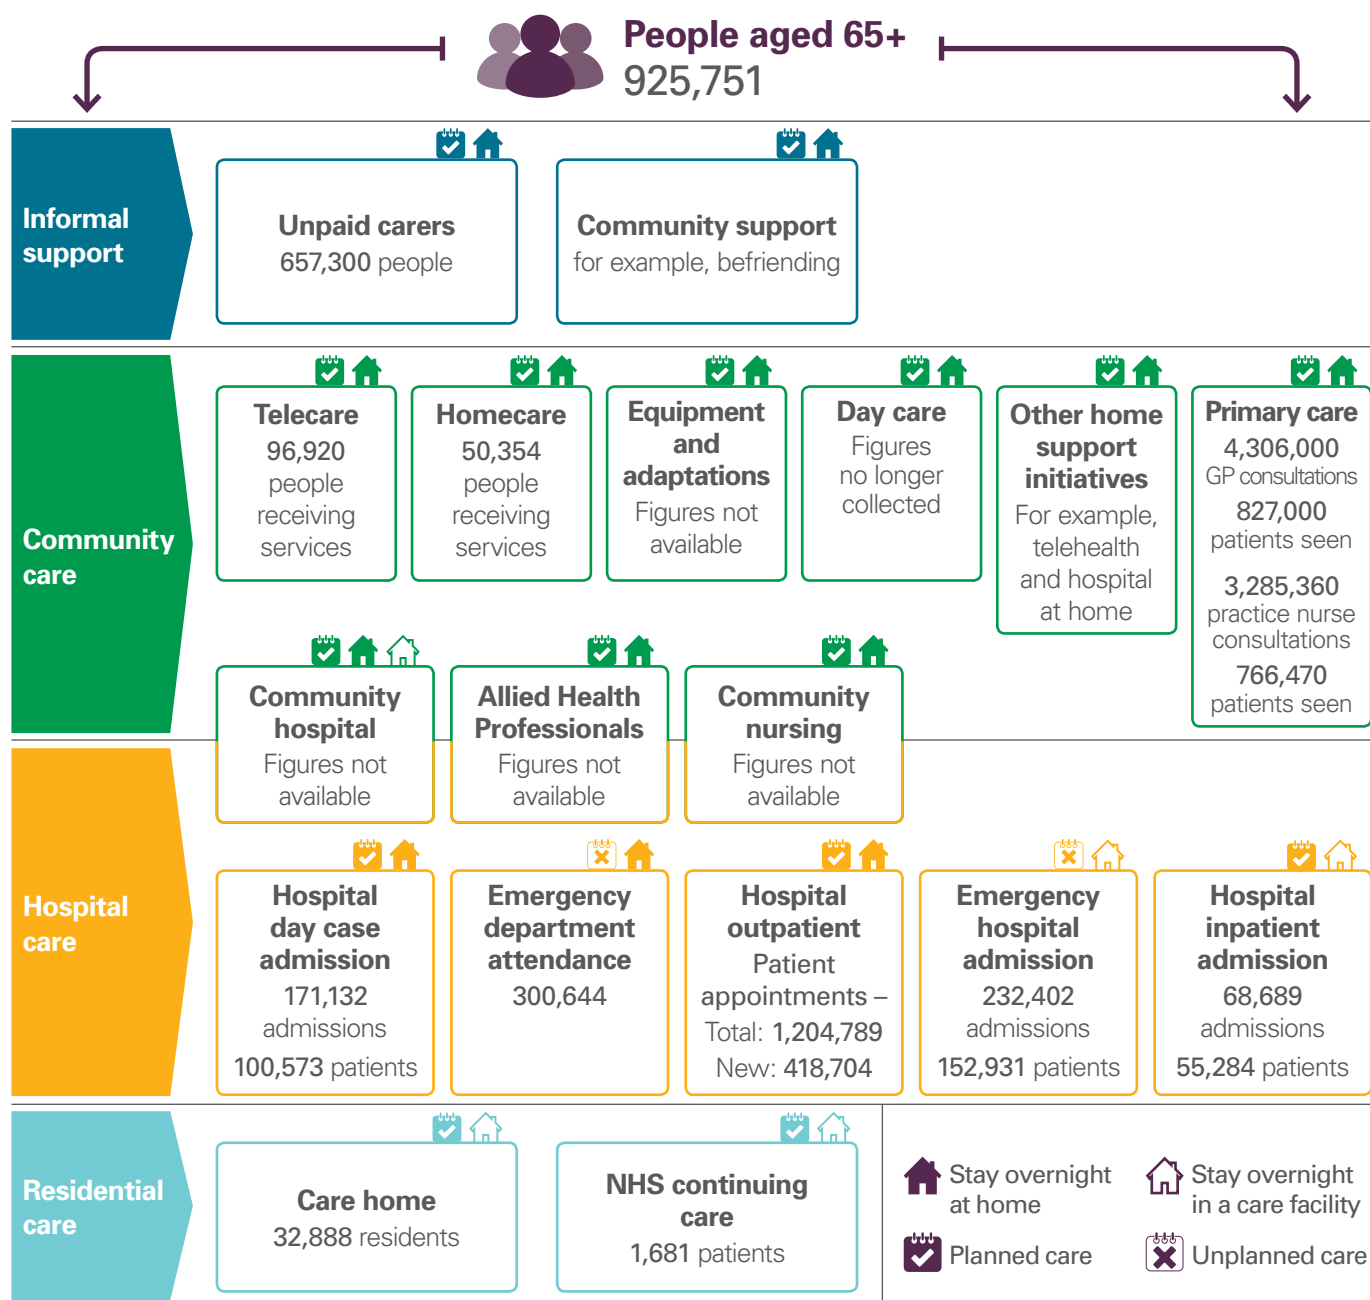 People aged 65+
925,751
Informal
support
Unpaid carers
657,300 people
Community support
for example, befriending
Community
care
Telecare
96,920
people
receiving
services
Homecare
50,354
people
receiving
services
Equipment
and
adaptations
Figures not
available
Day care
Figures
no longer
collected
Other home
support
initiatives
For example,
telehealth
and hospital
at home
Primary care
4,306,000
GP consultations
827,000
patients seen
3,285,360
practice nurse
consultations
766,470
patients seen
Community
hospital
Figures not
available
Allied Health
Professionals
Figures not
available
Community
nursing
Figures not
available
Hospital
care
Hospital
day case
admission
171,132
admissions
100,573 patients
Emergency
department
attendance
300,644
Hospital
outpatient
Patient
appointments –
Total: 1,204,789
New: 418,704
Emergency
hospital
admission
232,402
admissions
152,931 patients
Hospital
inpatient
admission
68,689
admissions
55,284 patients
Residential
care
Care home
32,888 residents
NHS continuing
care
1,681 patients
Stay overnight
at home
Stay overnight
in a care facility
Planned care
Unplanned care